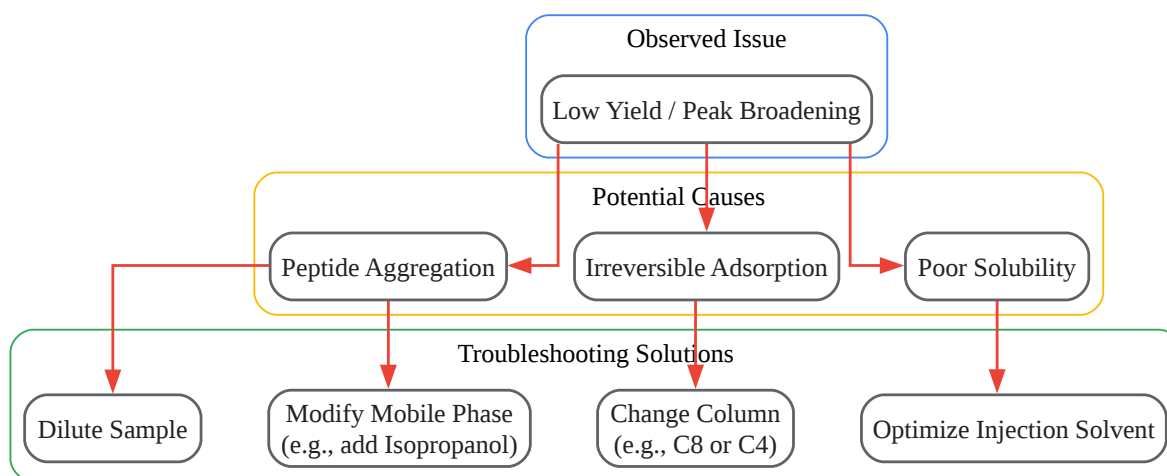 Observed Issue
Low Yield / Peak Broadening
Potential Causes
Peptide Aggregation
Irreversible Adsorption
Poor Solubility
Troubleshooting Solutions
Dilute Sample
Modify Mobile Phase
(e.g., add Isopropanol)
Change Column
(e.g., C8 or C4)
Optimize Injection Solvent